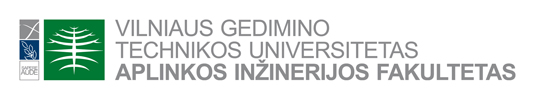 VILNIAUS GEDIMINO
TECHNIKOS UNIVERSITETAS
APLINKOS INŽINERIJOS FAKULTETAS